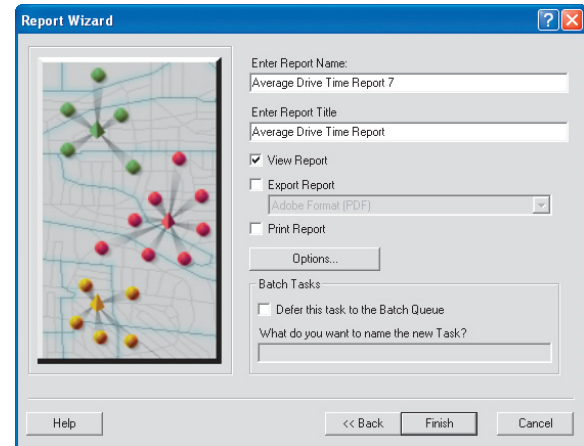 Report Wizard
Enter Report Name:
Average Drive Time Report 7
Enter Report Title
Average Drive Time Report
View Report
Export Report
Adobe Format (PDF)
Print Report
Options...
Batch Tasks
Defer this task to the Batch Queue
What do you want to name the new Task?
Help
<< Back
Finish
Cancel